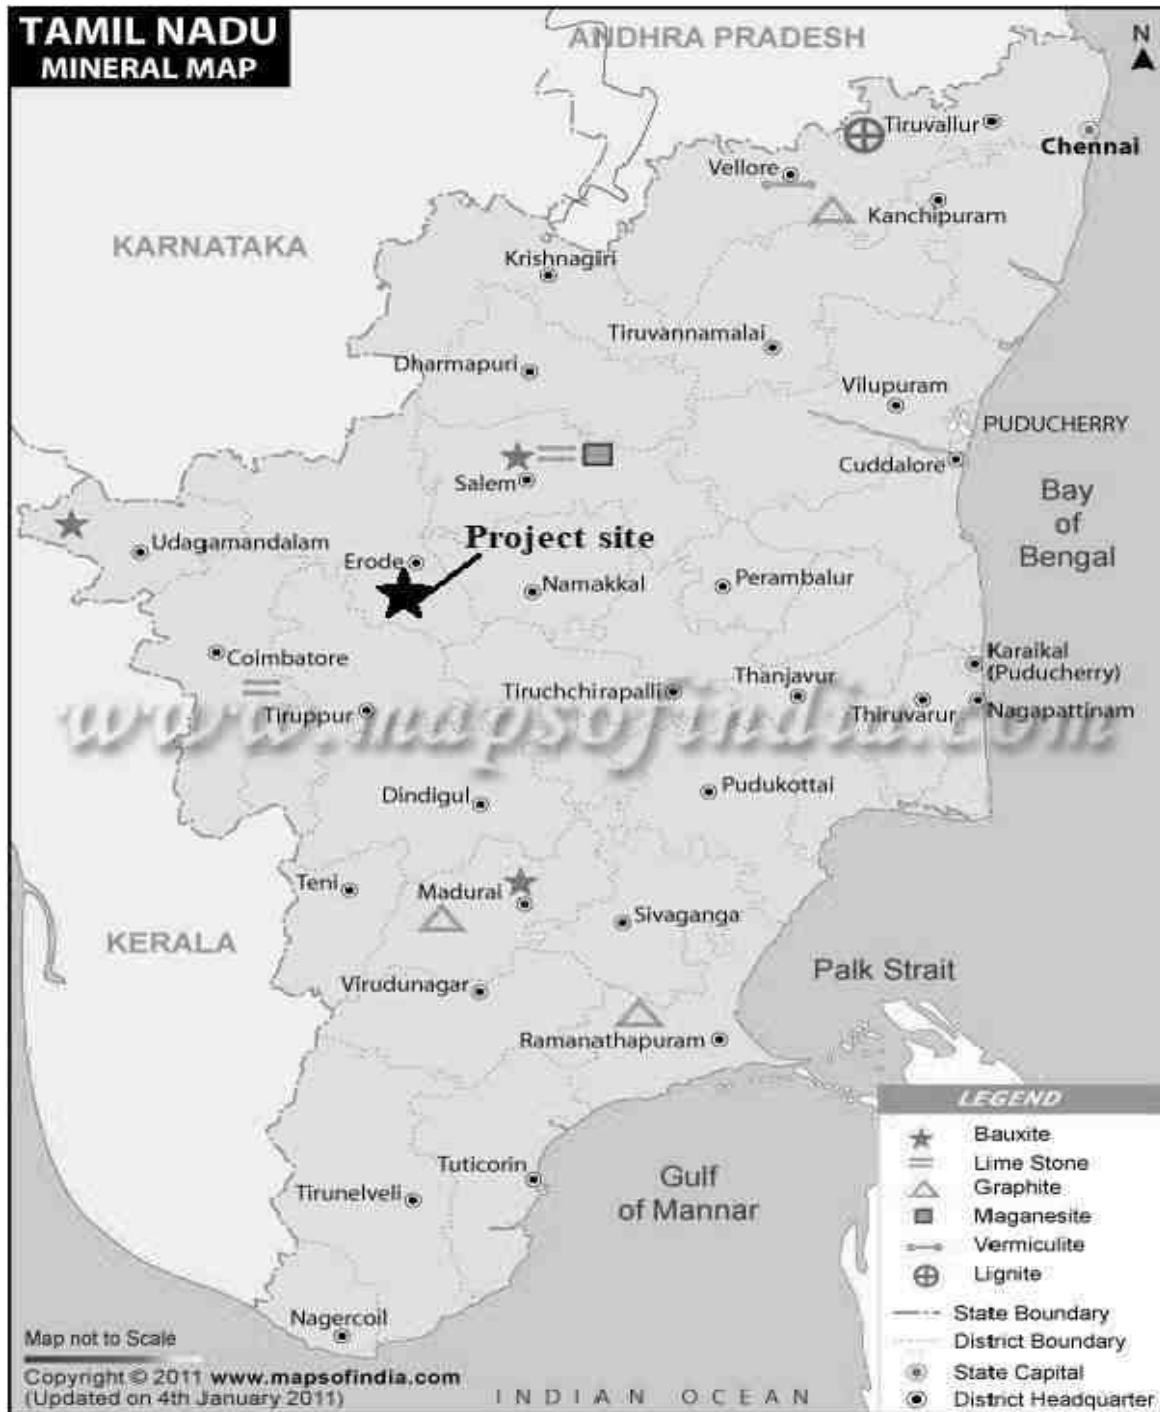 TAMIL NADU
MINERAL MAP
ANDHRA PRADESH
N
Tiruvallur
Chennai
Vellore
Kanchipuram
KARNATAKA
Krishnagiri
Tiruvannamalai
Dharmapuri
Vilupuram
PUDUCHERRY
Cuddalore
Salem
Bay
of
Bengal
Project site
Udagamandalam
Erode
Namakkal
Perambalur
Coimbatore
Karaikal
(Puducherry)
Tiruchchirapalli
Thanjavur
Tiruppur
Thiruvarur
Nagapattinam
www.mapsofindia.com
Dindigul
Pudukottai
Teni
Madurai
Sivaganga
KERALA
Palk Strait
Virudunagar
Ramanathapuram
LEGEND
Bauxite
Lime Stone
Graphite
Maganesite
Vermiculite
Lignite
State Boundary
District Boundary
State Capital
District Headquarter
Tuticorin
Tirunelveli
Gulf
of Mannar
Nagercoil
Map not to Scale
Copyright © 2011 www.mapsofindia.com
(Updated on 4th January 2011)
INDIAN OCEAN